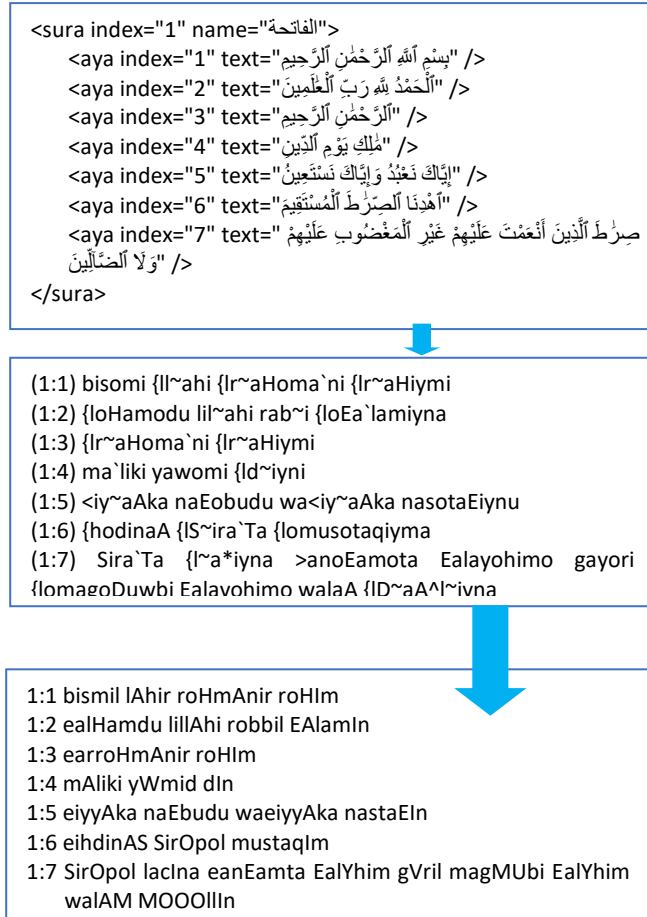 <sura index="1" name="الفاتحة">
<aya index="1" text="بِسْمِ ٱللَّهِ ٱلرَّحْمَٰنِ ٱلرَّحِيمِ" />
<aya index="2" text="ٱلْحَمْدُ لِلَّهِ رَبِّ ٱلْعَٰلَمِينَ" />
<aya index="3" text="ٱلرَّحْمَٰنِ ٱلرَّحِيمِ" />
<aya index="4" text="مَٰلِكِ يَوْمِ ٱلدِّينِ" />
<aya index="5" text="إِيَّاكَ نَعْبُدُ وَإِيَّاكَ نَسْتَعِينُ" />
<aya index="6" text="ٱهْدِنَا ٱلصِّرَٰطَ ٱلْمُسْتَقِيمَ" />
<aya index="7" text="صِرَٰطَ ٱلَّذِينَ أَنْعَمْتَ عَلَيْهِمْ غَيْرِ ٱلْمَغْضُوبِ عَلَيْهِمْ
وَلَا ٱلضَّآلِّينَ" />
</sura>
(1:1) bisomi {ll~ahi {lr~aHoma`ni {lr~aHiymi
(1:2) {loHamodu lil~ahi rab~i {loEa`lamiyna
(1:3) {lr~aHoma`ni {lr~aHiymi
(1:4) ma`liki yawomi {ld~iyni
(1:5) <iy~aAka naEobudu wa<iy~aAka nasotaEiynu
(1:6) {hodinaA {lS~ira`Ta {lomusotaqiyma
(1:7) Sira`Ta {l~a*iyna >anoEamota Ealayohimo gayori
{lomagoDuwbi Ealayohimo walaA {lD~aA^l~iyna
1:1 bismil lAhir roHmAnir roHIm
1:2 ealHamdu lillAhi robbil EAlamIn
1:3 earroHmAnir roHIm
1:4 mAliki yWmid dIn
1:5 eiyyAka naEbudu waeiyyAka nastaEIn
1:6 eihdinAS SirOpol mustaqIm
1:7 SirOpol lacIna eanEamta EalYhim gVril magMUbi EalYhim
walAM MOOOllIn